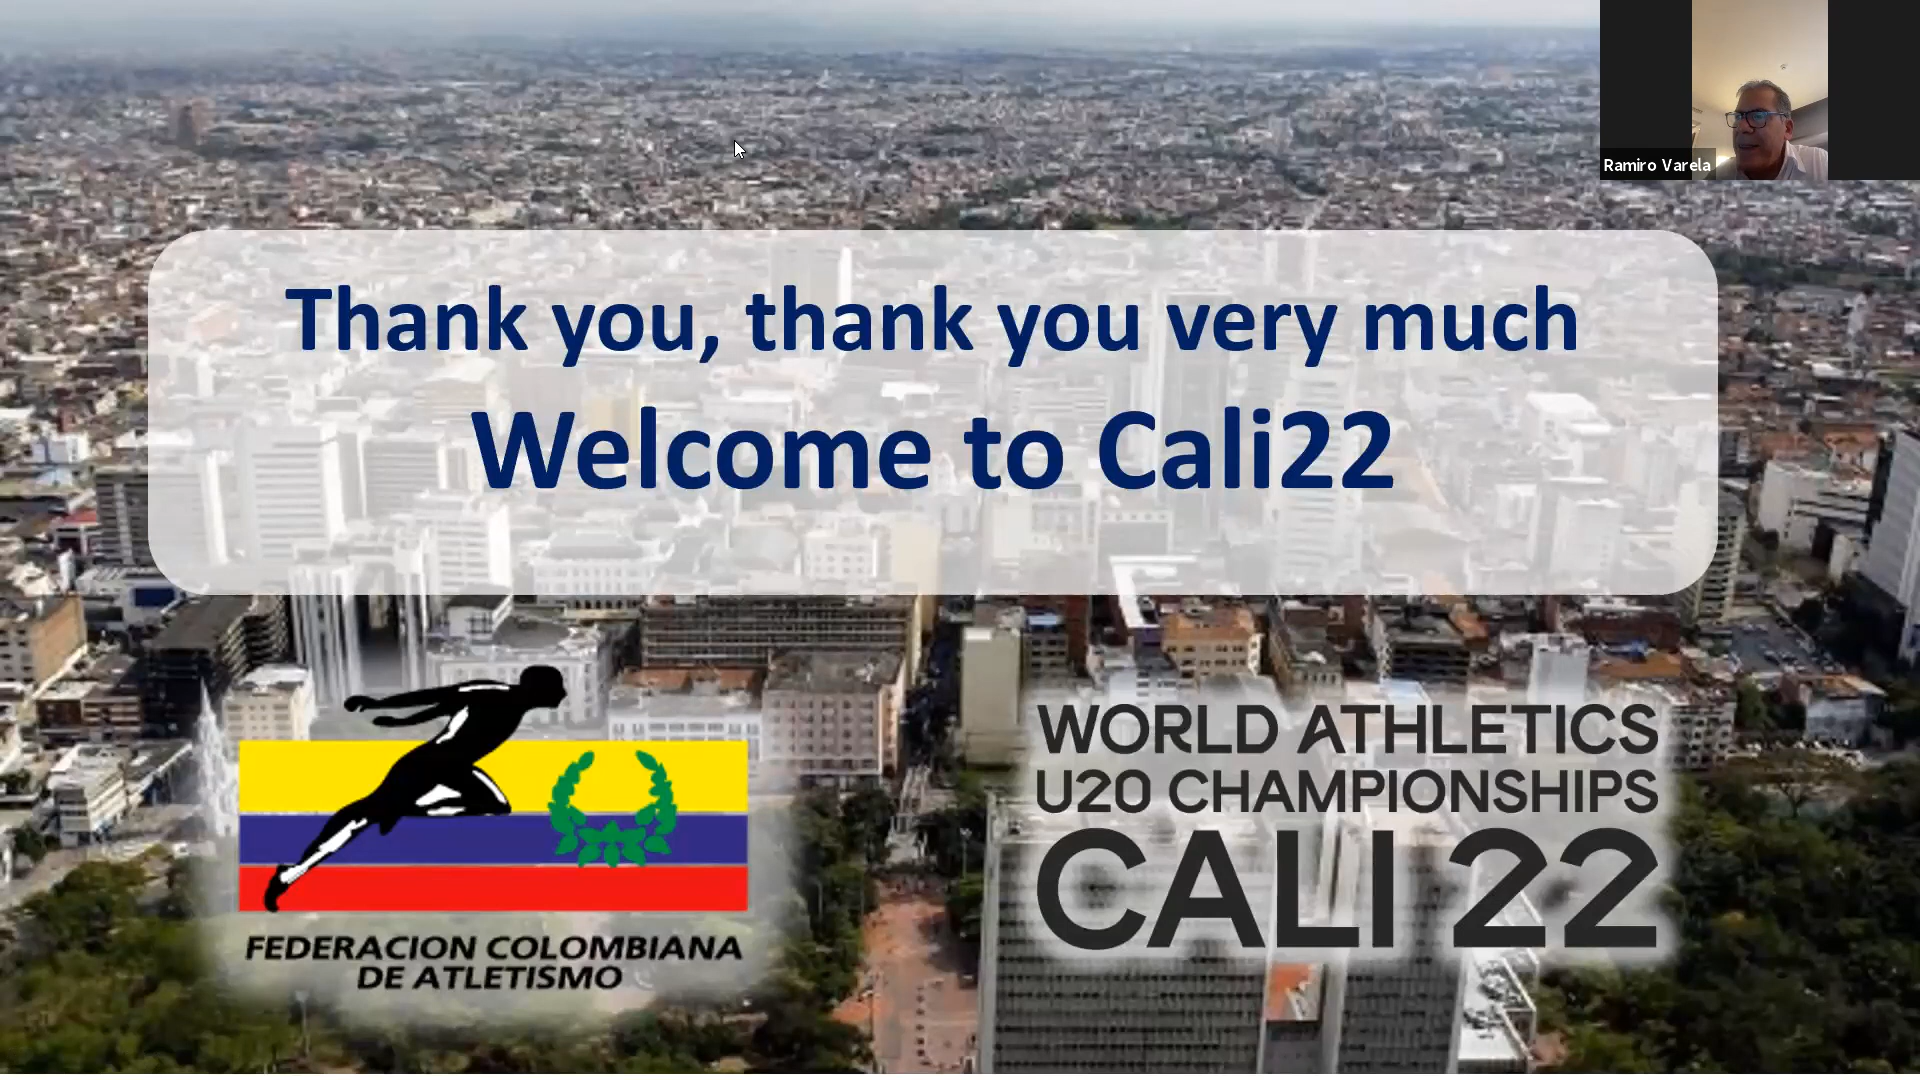 Ramiro Varela
Thank you, thank you very much
Welcome to Cali22
WORLD ATHLETICS
U20 CHAMPIONSHIPS
CALI 22
FEDERACION COLOMBIANA
DE ATLETISMO